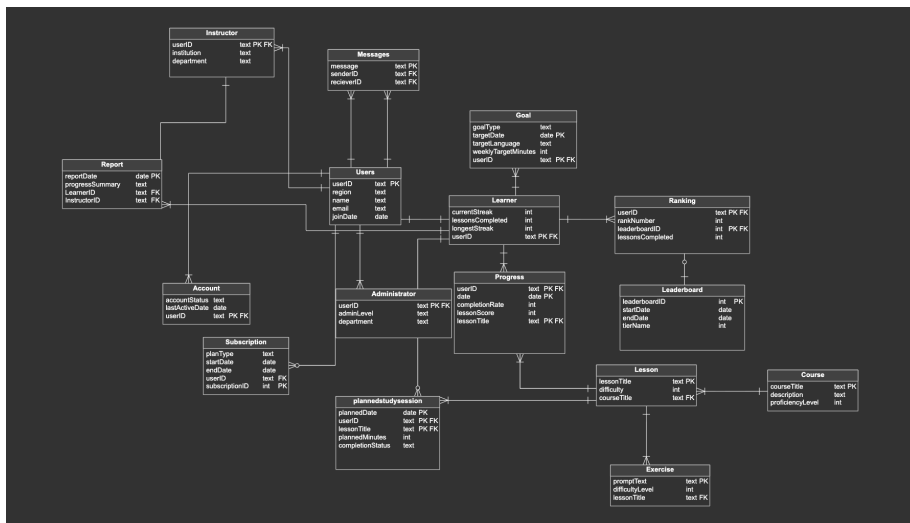 Instructor
userID text PK FK
institution text
department text
Messages
message text PK
senderID text FK
recieverID text FK
Goal
goalType text
targetDate date PK
targetLanguage text
weeklyTargetMinutes int
userID text PK FK
Report
reportDate date PK
progressSummary text
LearnerID text FK
InstructorID text FK
Users
userID text PK
region text
name text
email text
joinDate date
Learner
currentStreak int
lessonsCompleted int
longestStreak int
userID text PK FK
Ranking
userID text PK FK
rankNumber int
leaderboardID int PK FK
lessonsCompleted int
Account
accountStatus text
lastActiveDate date
userID text PK FK
Administrator
userID text PK FK
adminLevel text
department text
Progress
userID text PK FK
date date PK
completionRate int
lessonScore int
lessonTitle text PK FK
Leaderboard
leaderboardID int PK
startDate date
endDate date
tierName int
Subscription
planType text
startDate date
endDate date
userID text FK
subscriptionID int PK
plannedstudysession
plannedDate date PK
userID text PK FK
lessonTitle text PK FK
plannedMinutes int
completionStatus text
Lesson
lessonTitle text PK
difficulty int
courseTitle text FK
Course
courseTitle text PK
description text
proficiencyLevel int
Exercise
promptText text PK
difficultyLevel int
lessonTitle text FK